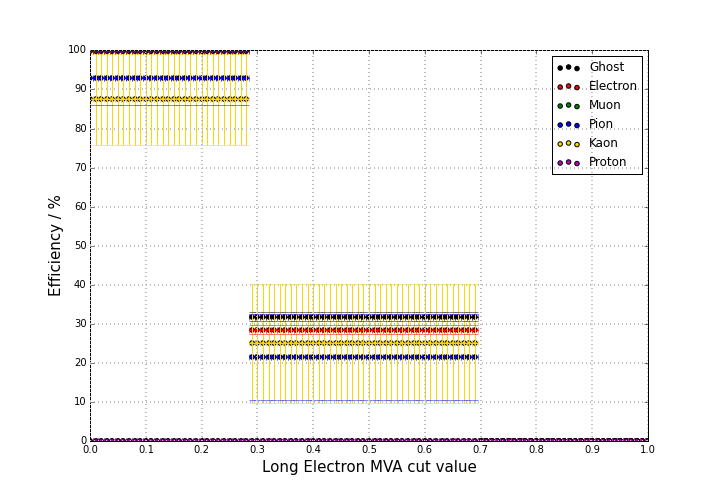 100
90
80
70
60
50
40
30
20
10
0
Efficiency / %
0.0 0.1 0.2 0.3 0.4 0.5 0.6 0.7 0.8 0.9 1.0
Long Electron MVA cut value
Ghost
Electron
Muon
Pion
Kaon
Proton